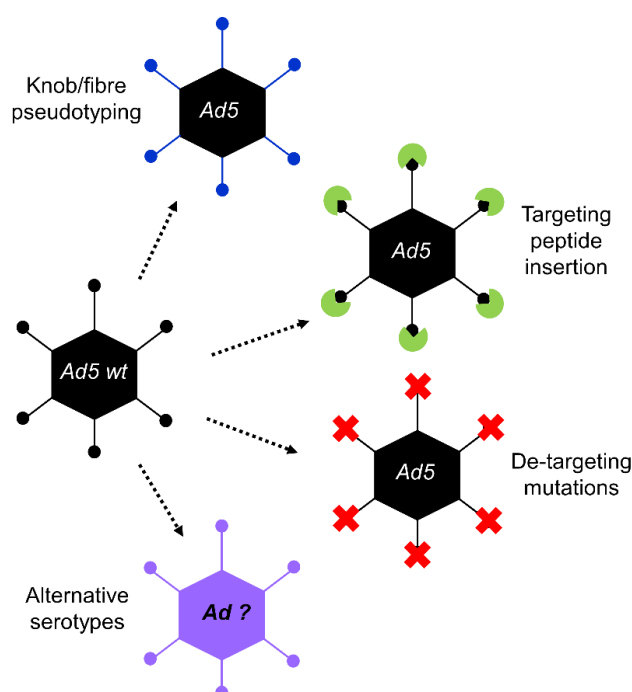 Knob/fibre
pseudotyping
Ad5
Targeting
peptide
insertion
Ad5
Ad5 wt
De-targeting
mutations
Ad5
Alternative
serotypes
Ad ?